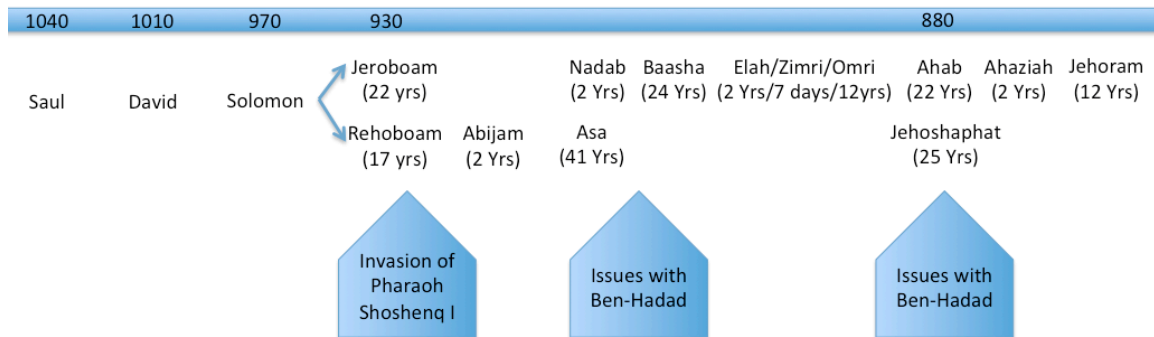 1040 1010 970 930 880
Jeroboam Nadab Baasha Elah/Zimri/Omri Ahab Ahaziah Jehoram
(22 yrs) (2 Yrs) (24 Yrs) (2 Yrs/7 days/12yrs) (22 Yrs) (2 Yrs) (12 Yrs)
Saul David Solomon
Rehoboam Abijam Asa Jehoshaphat
(17 yrs) (2 Yrs) (41 Yrs) (25 Yrs)
Invasion of
Pharaoh
Shoshenq I
Issues with
Ben-Hadad
Issues with
Ben-Hadad